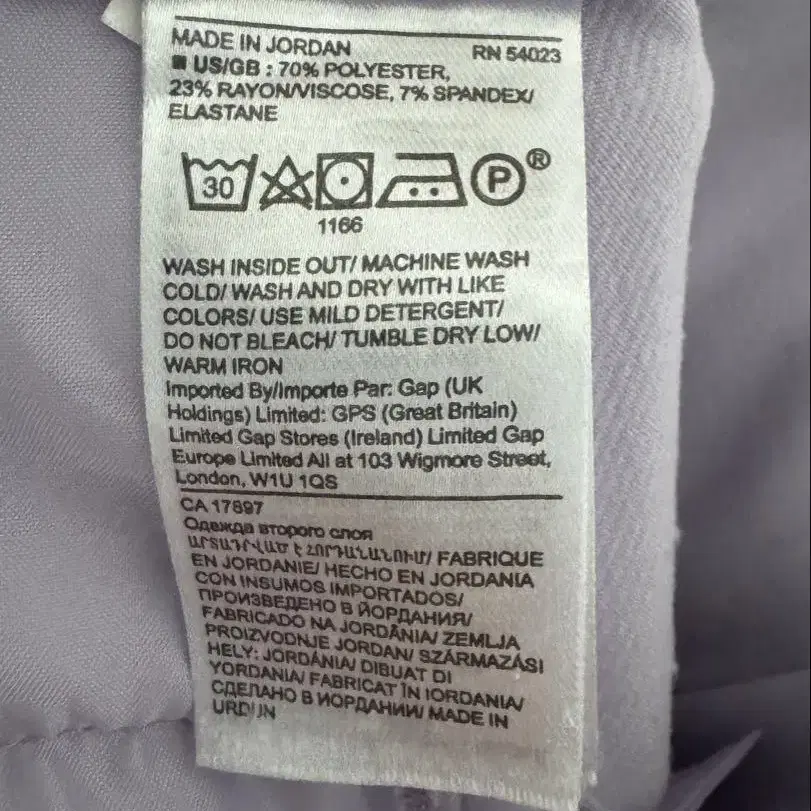 MADE IN JORDAN RN 54023
US/GB : 70% POLYESTER,
23% RAYON/VISCOSE, 7% SPANDEX/
ELASTANE
30 P ®
1166
WASH INSIDE OUT/ MACHINE WASH
COLD/ WASH AND DRY WITH LIKE
COLORS/ USE MILD DETERGENT/
DO NOT BLEACH/ TUMBLE DRY LOW/
WARM IRON
Imported By/Importe Par: Gap (UK
Holdings) Limited: GPS (Great Britain)
Limited Gap Stores (Ireland) Limited Gap
Europe Limited All at 103 Wigmore Street,
London, W1U 1QS
CA 17897
Одежда второго слоя
ԱՐՏԱԴՐՎԱԾ Է ՀՈՐԴԱՆԱՆՈՒՄ/ FABRIQUE
EN JORDANIE/ HECHO EN JORDANIA
CON INSUMOS IMPORTADOS/
ПРОИЗВЕДЕНО В ЙОРДАНИЯ/
FABRICADO NA JORDÂNIA/ ZEMLJA
PROIZVODNJE JORDAN/ SZÁRMAZÁSI
HELY: JORDÁNIA/ DIBUAT DI
YORDANIA/ FABRICAT ÎN IORDANIA/
СДЕЛАНО В ИОРДАНИИ/ MADE IN
URDUN